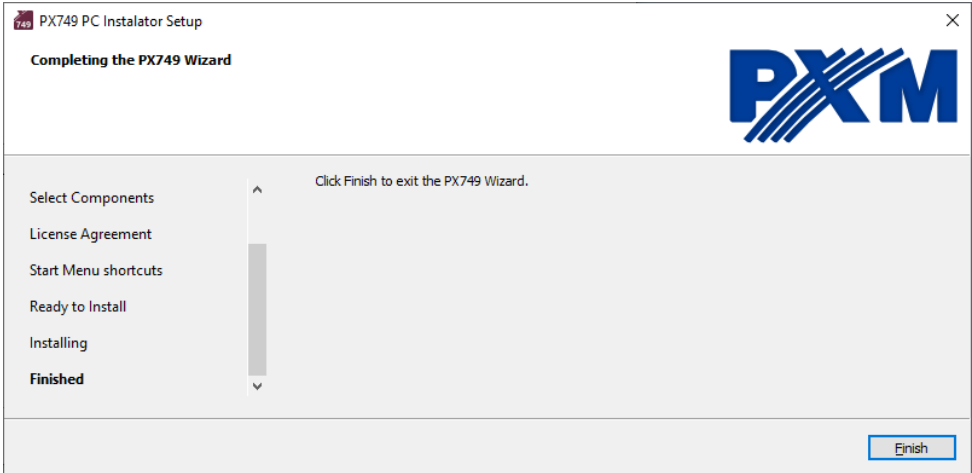 749 PX749 PC Instalator Setup
Completing the PX749 Wizard
PXM
Select Components
License Agreement
Start Menu shortcuts
Ready to Install
Installing
Finished
Click Finish to exit the PX749 Wizard.
Finish